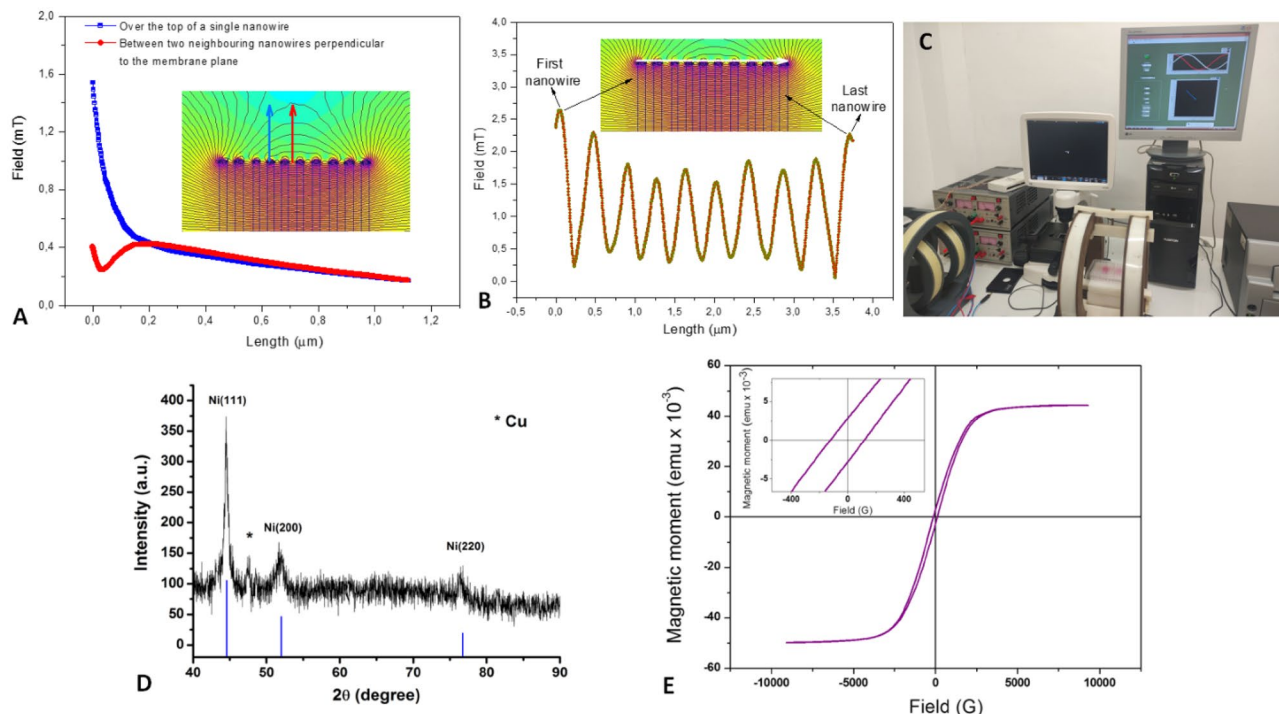 Over the top of a single nanowire
Between two neighbouring nanowires perpendicular
to the membrane plane
2,0
1,6
1,2
0,8
0,4
0,0
Field (mT)
0,0 0,2 0,4 0,6 0,8 1,0 1,2
Length (μm)
A
4,0
3,5
3,0
2,5
2,0
1,5
1,0
0,5
0,0
Field (mT)
First
nanowire
Last
nanowire
-0,5 0,0 0,5 1,0 1,5 2,0 2,5 3,0 3,5 4,0
Length (μm)
B
C
400
350
300
250
200
150
100
50
0
Intensity (a.u.)
Ni(111)
* Cu
*
Ni(200)
Ni(220)
40 50 60 70 80 90
2θ (degree)
D
60
40
20
0
-20
-40
-60
Magnetic moment (emu x 10⁻³)
5
0
-5
Magnetic moment (emu x 10⁻³)
-400 0 400
Field (G)
-10000 -5000 0 5000 10000
Field (G)
E